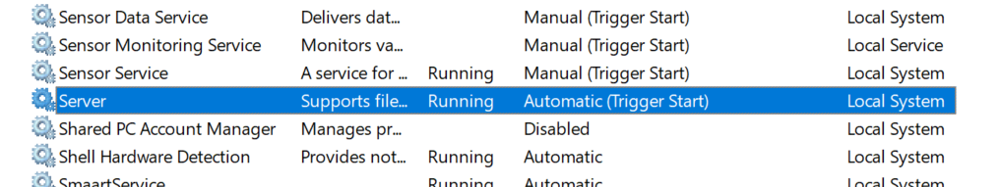 Sensor Data Service Delivers dat... Manual (Trigger Start) Local System
Sensor Monitoring Service Monitors va... Manual (Trigger Start) Local Service
Sensor Service A service for ... Running Manual (Trigger Start) Local System
Server Supports file... Running Automatic (Trigger Start) Local System
Shared PC Account Manager Manages pr... Disabled Local System
Shell Hardware Detection Provides not... Running Automatic Local System
SmaartService Running Automatic Local System